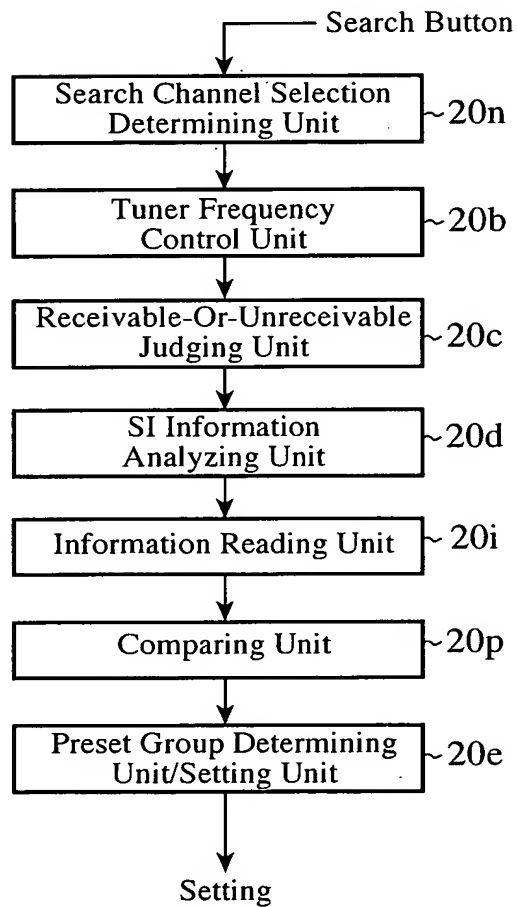 Search Button
Search Channel Selection
Determining Unit
20n
Tuner Frequency
Control Unit
20b
Receivable-Or-Unreceivable
Judging Unit
20c
SI Information
Analyzing Unit
20d
Information Reading Unit
20i
Comparing Unit
20p
Preset Group Determining
Unit/Setting Unit
20e
Setting